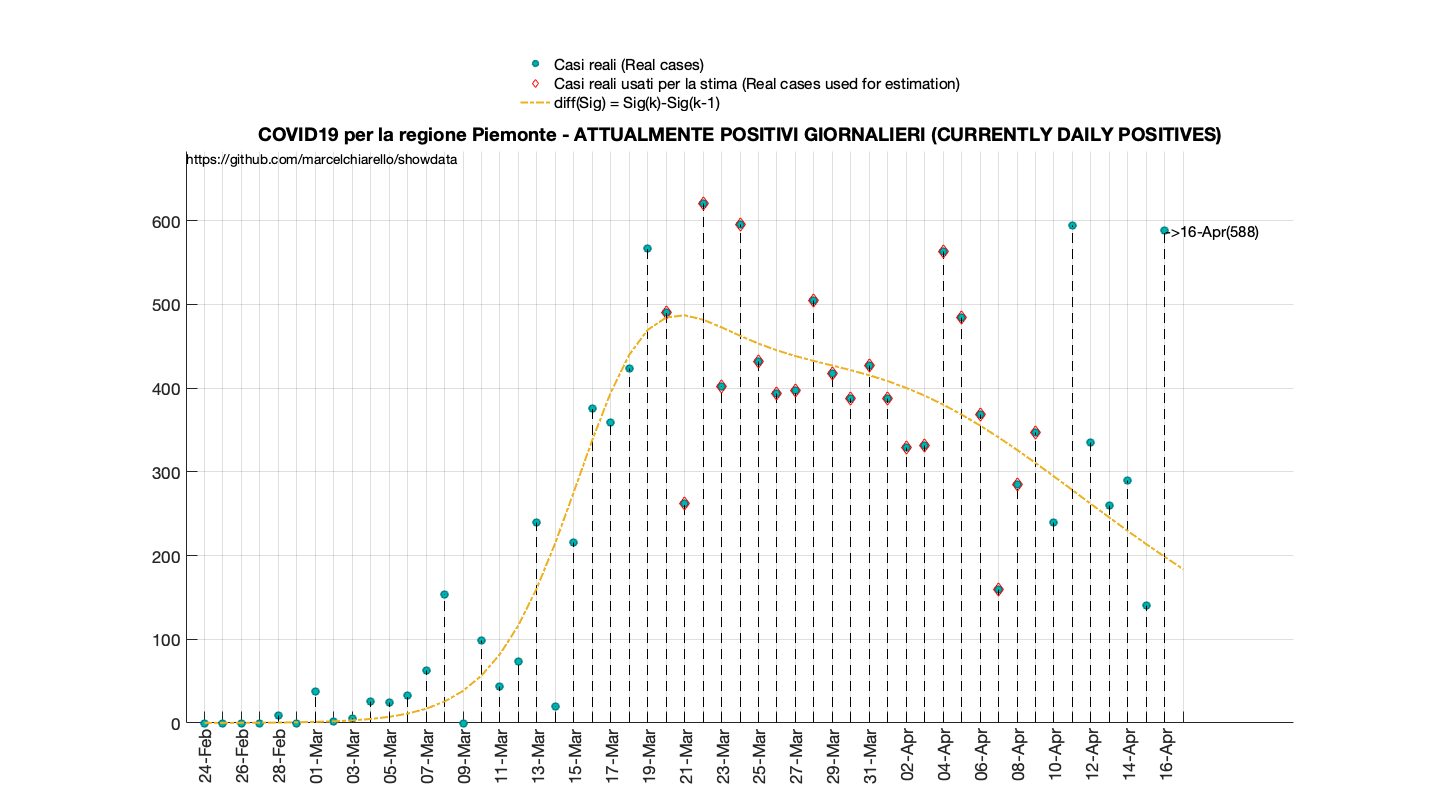 Casi reali (Real cases)
Casi reali usati per la stima (Real cases used for estimation)
diff(Sig) = Sig(k)-Sig(k-1)
COVID19 per la regione Piemonte - ATTUALMENTE POSITIVI GIORNALIERI (CURRENTLY DAILY POSITIVES)
https://github.com/marcelchiarello/showdata
600
->16-Apr(588)
500
400
300
200
100
0
24-Feb
26-Feb
28-Feb
01-Mar
03-Mar
05-Mar
07-Mar
09-Mar
11-Mar
13-Mar
15-Mar
17-Mar
19-Mar
21-Mar
23-Mar
25-Mar
27-Mar
29-Mar
31-Mar
02-Apr
04-Apr
06-Apr
08-Apr
10-Apr
12-Apr
14-Apr
16-Apr